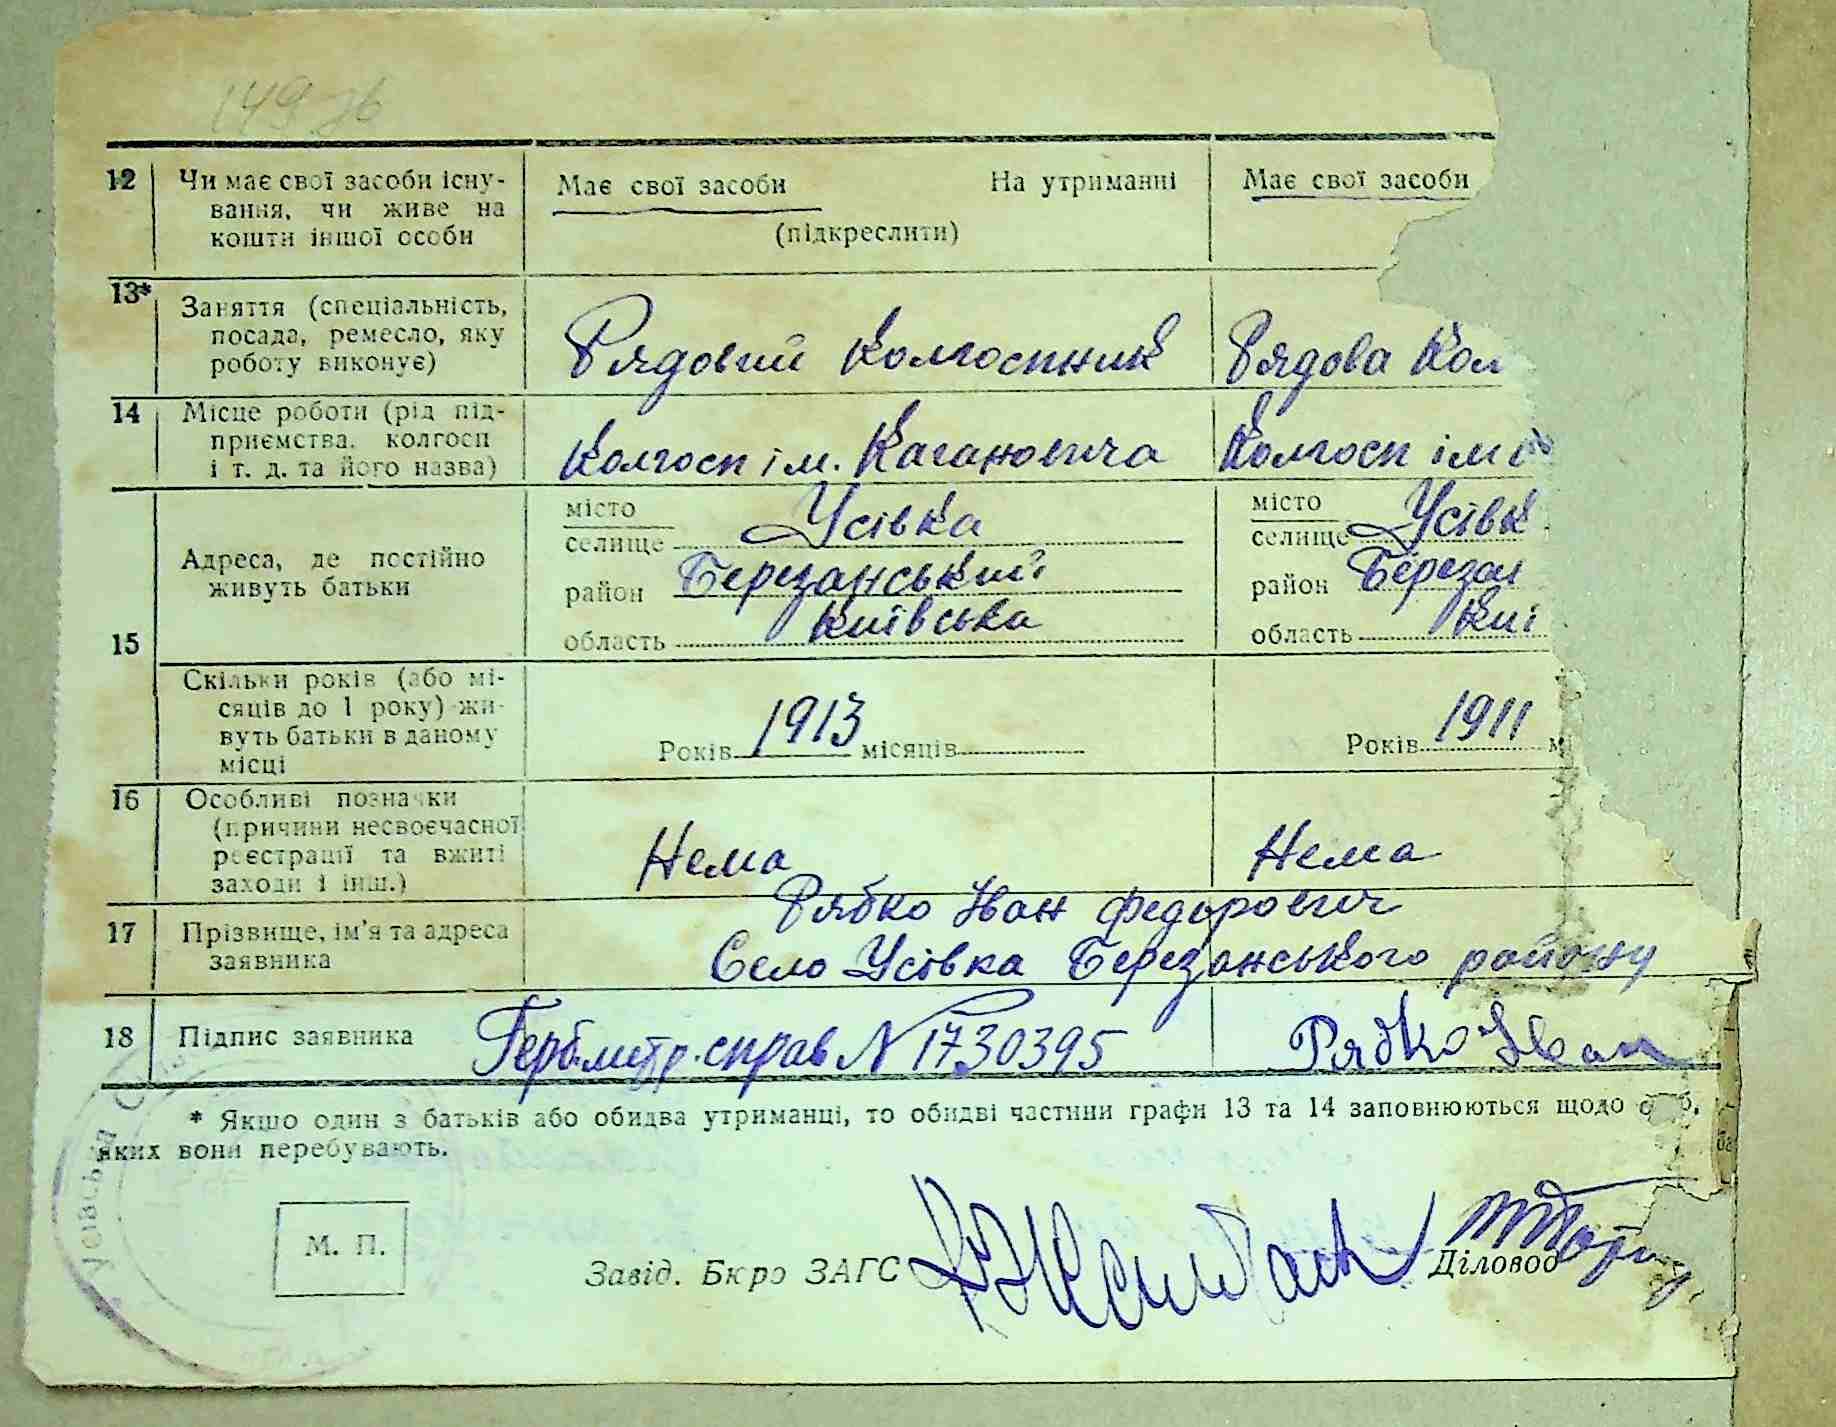 12 Чи має свої засоби існу- Має свої засоби На утриманні Має свої засоби
вання, чи живе на
кошти іншої особи (підкреслити)
13* Заняття (спеціальність,
посада, ремесло, яку Рядовий Колгоспник Рядова Кол
роботу виконує)
14 Місце роботи (рід під-
приємства, колгосп Колгосп ім. Кагановича Колгосп ім
і т. д. та його назва)
15 Адреса, де постійно
живуть батьки
місто Усівка місто Усівк
селище селище
район Березанський район Березан
область Київська область Киї
Скільки років (або мі-
сяців до 1 року) жи-
вуть батьки в даному Років 1913 місяців Років 1911 м
місці
16 Особливі позначки
(причини несвоєчасної
реєстрації та вжиті Нема Нема
заходи і інш.)
Рябко Іван Федорович
17 Прізвище, ім'я та адреса
заявника Село Усівка Березанського району
18 Підпис заявника справ N 1730395 Рябко Іван
* Якщо один з батьків або обидва утриманці, то обидві частини графи 13 та 14 заповнюються щодо
яких вони перебувають.
М. П.
Завід. Бюро ЗАГС Діловод